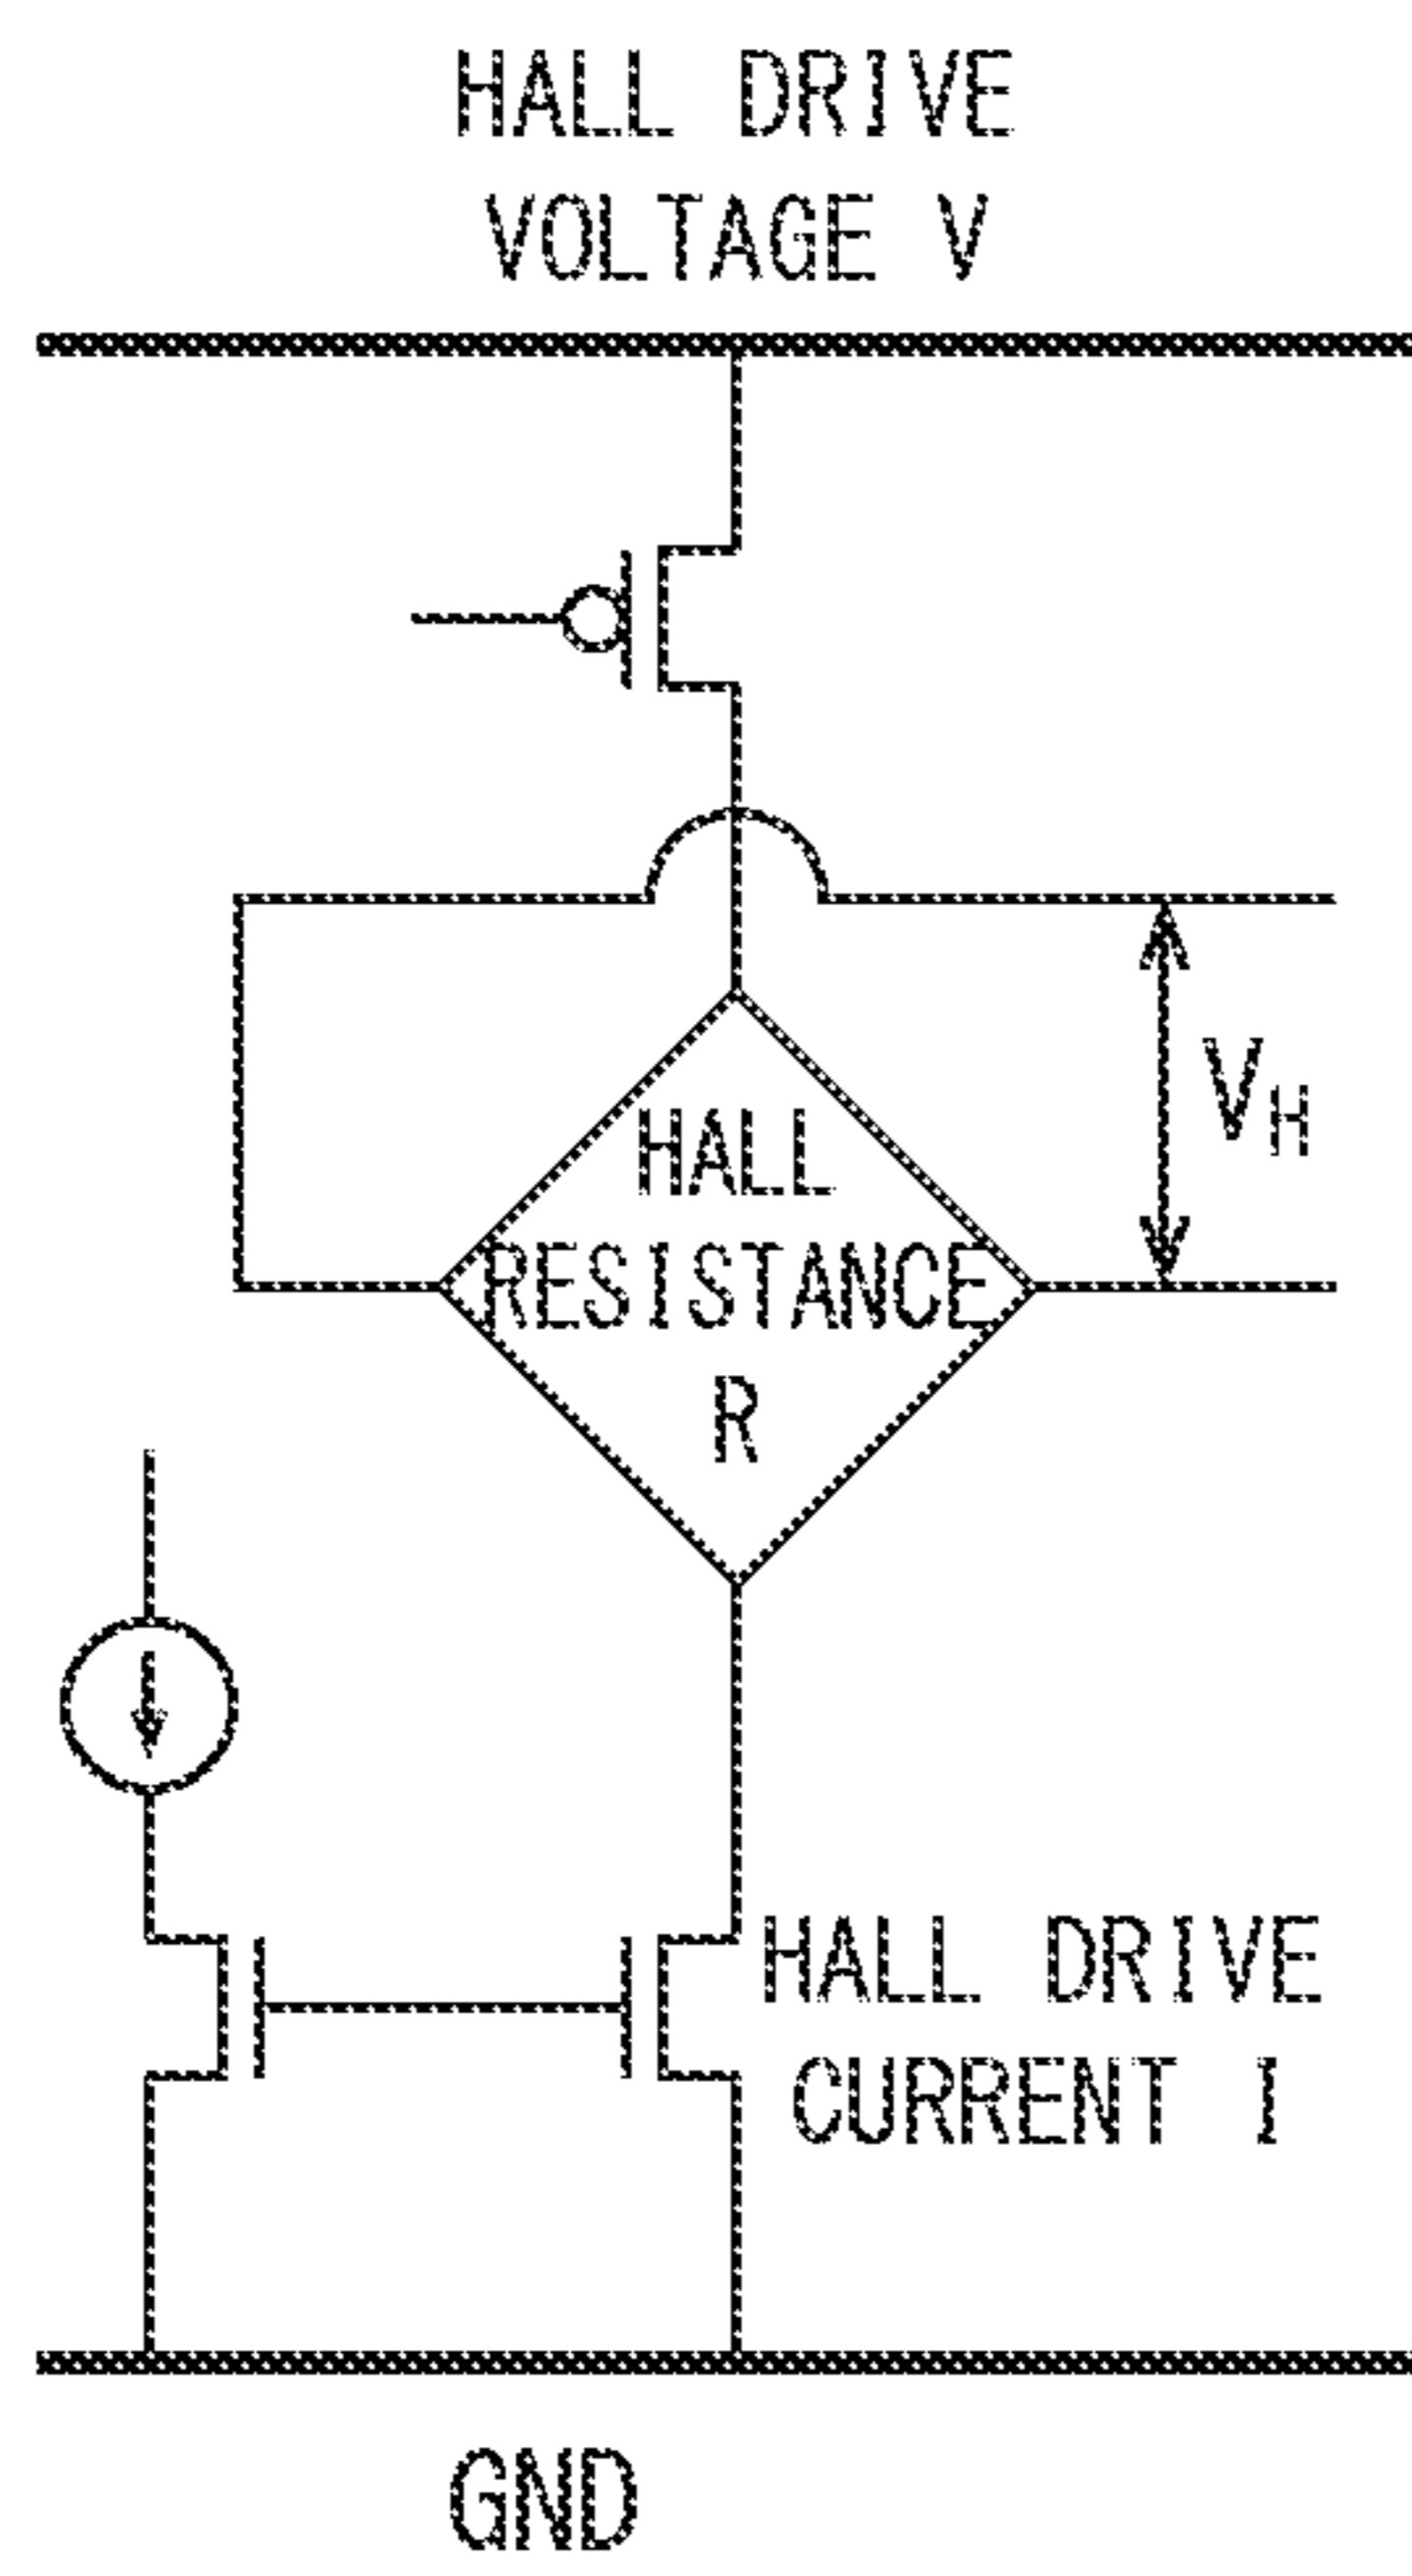 HALL DRIVE
VOLTAGE V
VH
HALL
RESISTANCE
R
HALL DRIVE
CURRENT I
GND